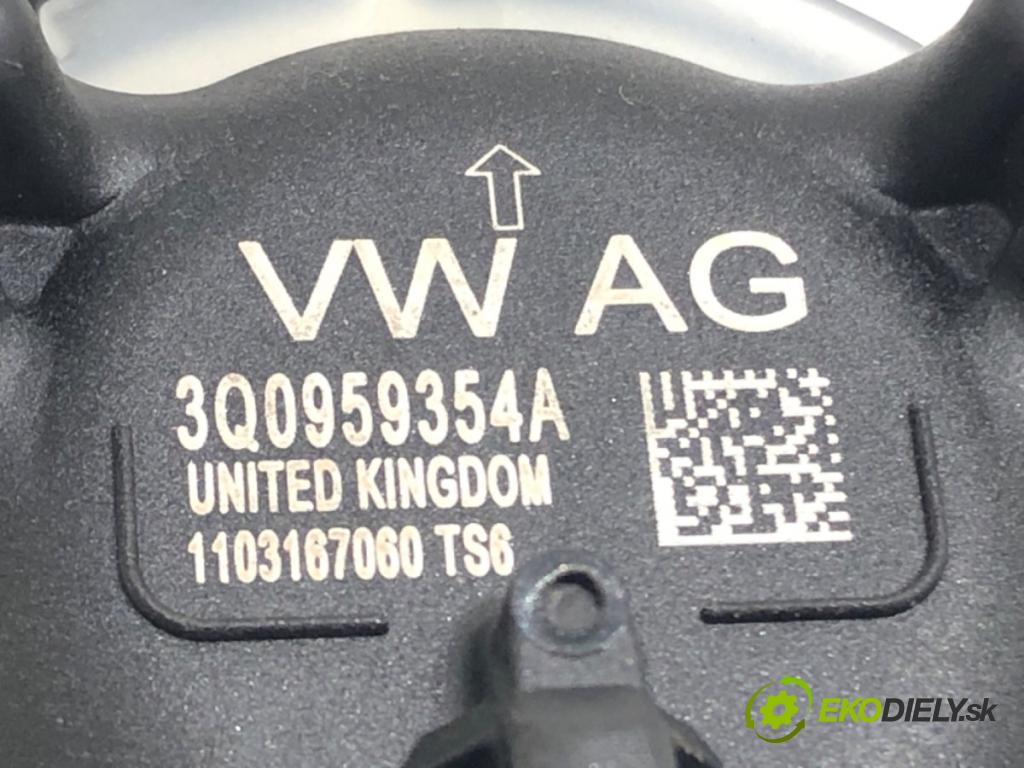 VW AG
3Q0959354A
UNITED KINGDOM
1103167060 TS6
EKODIELY.sk